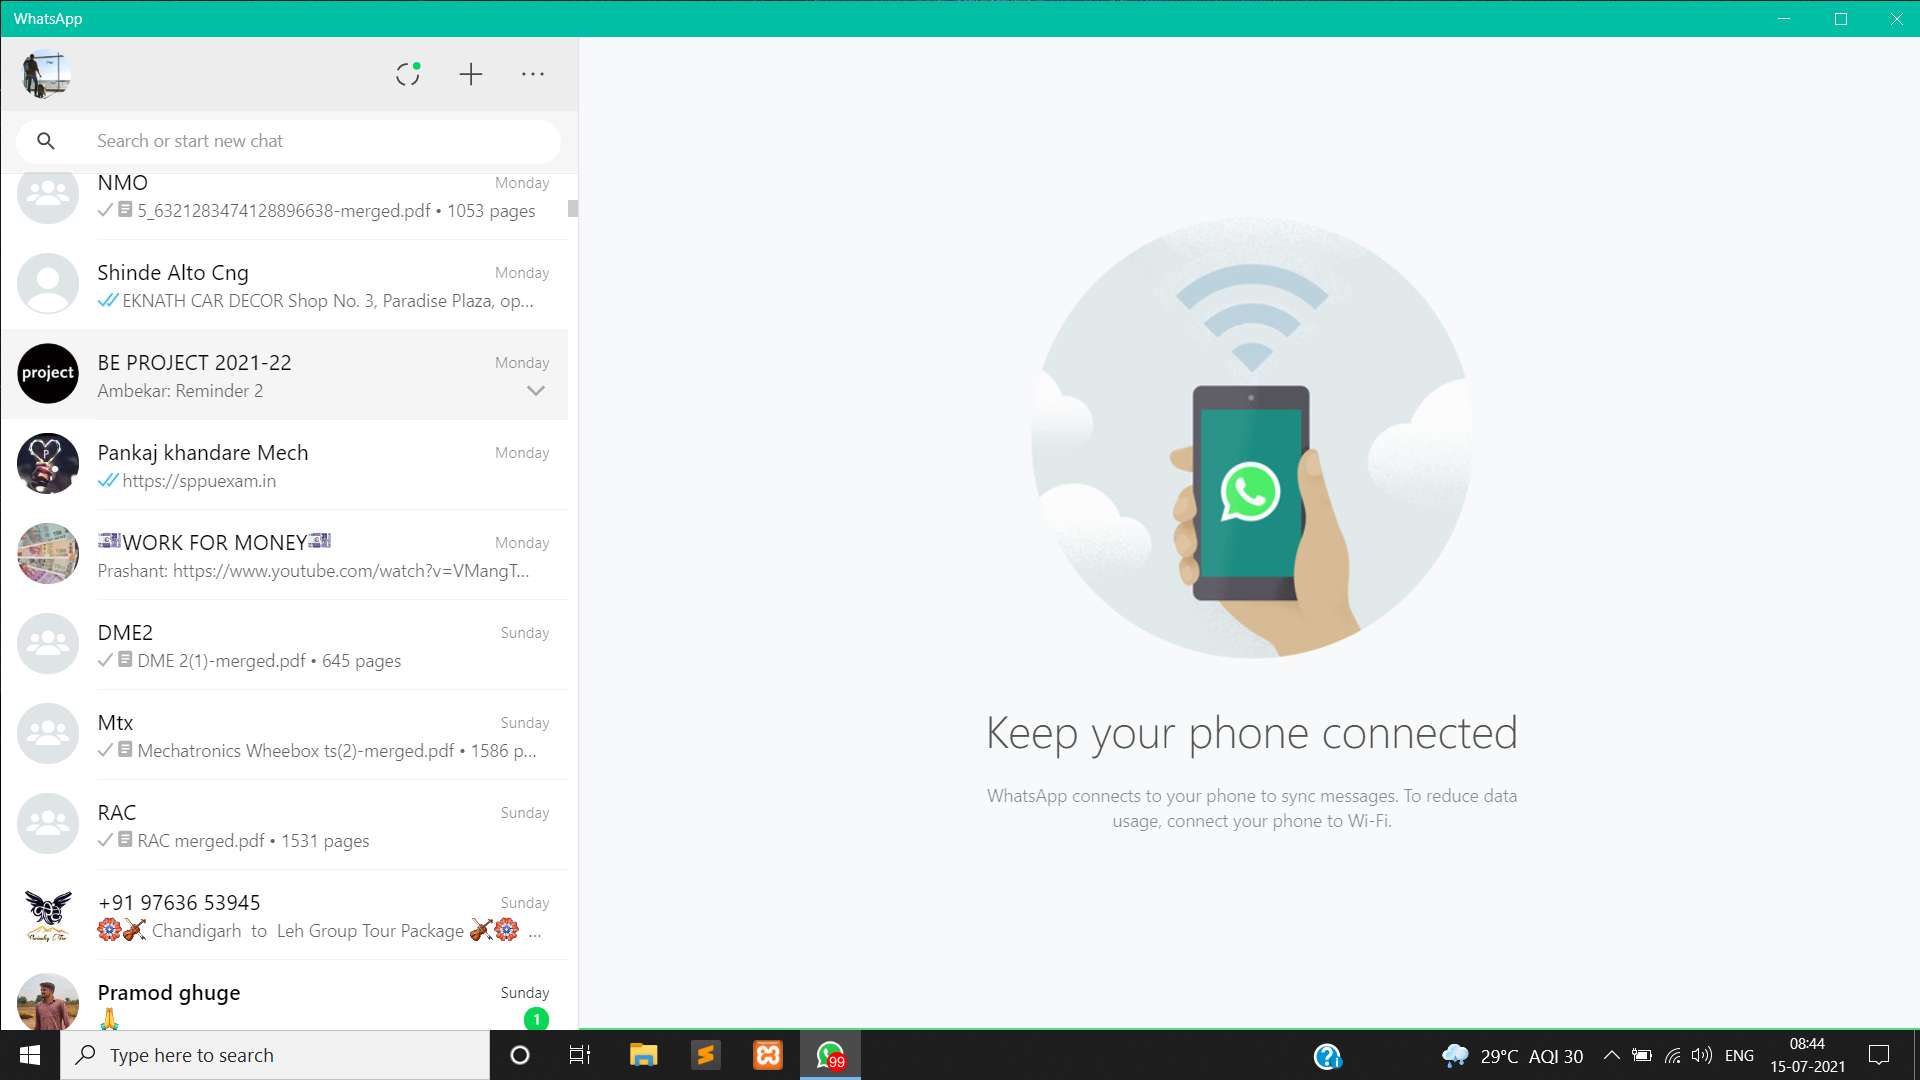 WhatsApp
Search or start new chat
NMO
Monday
5_6321283474128896638-merged.pdf • 1053 pages
Shinde Alto Cng
Monday
EKNATH CAR DECOR Shop No. 3, Paradise Plaza, op...
project
BE PROJECT 2021-22
Monday
Ambekar: Reminder 2
P
Pankaj khandare Mech
Monday
https://sppuexam.in
💶WORK FOR MONEY💶
Monday
Prashant: https://www.youtube.com/watch?v=VMangT...
DME2
Sunday
DME 2(1)-merged.pdf • 645 pages
Mtx
Sunday
Mechatronics Wheebox ts(2)-merged.pdf • 1586 p...
RAC
Sunday
RAC merged.pdf • 1531 pages
+91 97636 53945
Sunday
Chandigarh to Leh Group Tour Package ...
Pramod ghuge
Sunday
🙏
1
Keep your phone connected
WhatsApp connects to your phone to sync messages. To reduce data
usage, connect your phone to Wi-Fi.
Type here to search
99
29°C AQI 30
ENG
08:44
15-07-2021